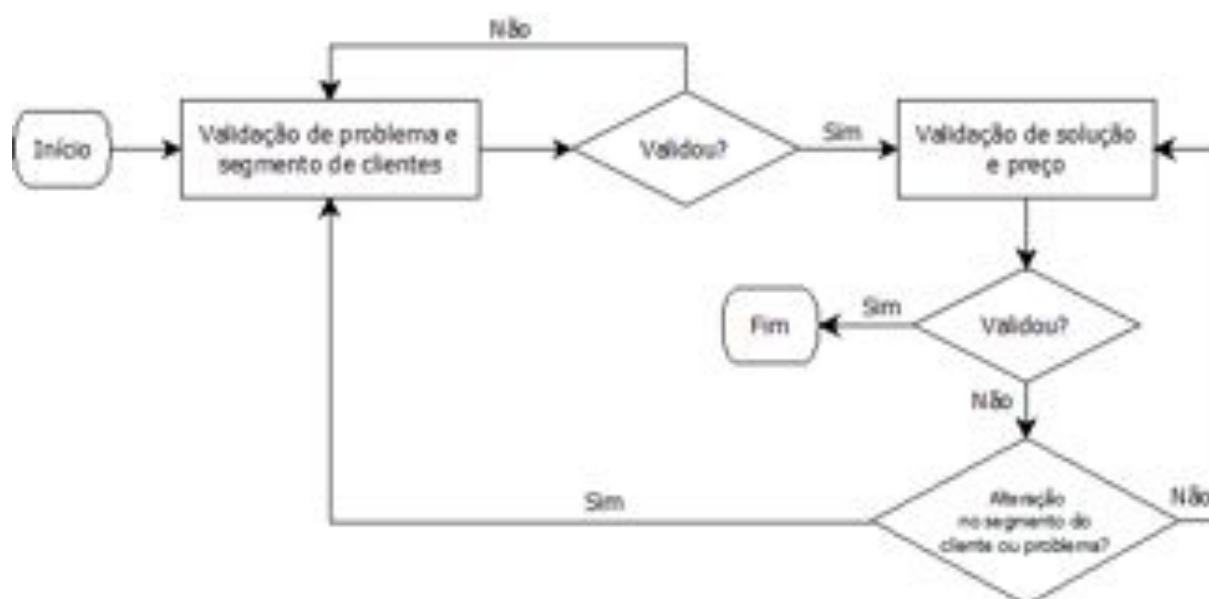 Não
Início
Validação de problema e
segmento de clientes
Validou?
Sim
Validação de solução
e preço
Fim
Sim
Validou?
Não
Sim
Alteração
no segmento do
cliente ou problema?
Não